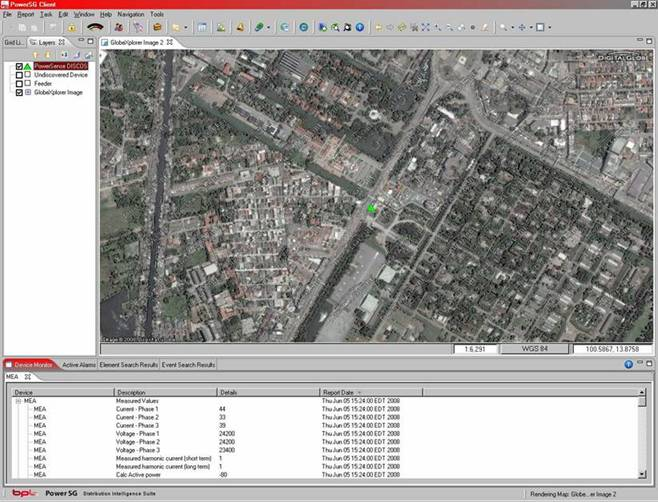 PowerSG Client
File Report Task Edit Window Help Navigation Tools
Grid Li... Layers
GlobeXplorer Image 2
PowerSense DISCOS
Undiscovered Device
Feeder
GlobeXplorer Image
DIGITALGLOBE
1:6,291 WGS 84 100.5867, 13.8758
Device Monitor Active Alarms Element Search Results Event Search Results
MEA
Device Description Details Report Date
MEA Measured Values Thu Jun 05 15:24:00 EDT 2008
MEA Current - Phase 1 44 Thu Jun 05 15:24:00 EDT 2008
MEA Current - Phase 2 33 Thu Jun 05 15:24:00 EDT 2008
MEA Current - Phase 3 39 Thu Jun 05 15:24:00 EDT 2008
MEA Voltage - Phase 1 24200 Thu Jun 05 15:24:00 EDT 2008
MEA Voltage - Phase 2 24200 Thu Jun 05 15:24:00 EDT 2008
MEA Voltage - Phase 3 23400 Thu Jun 05 15:24:00 EDT 2008
MEA Measured harmonic current (short term) 1 Thu Jun 05 15:24:00 EDT 2008
MEA Measured harmonic current (long term) 1 Thu Jun 05 15:24:00 EDT 2008
MEA Calc Active power -80 Thu Jun 05 15:24:00 EDT 2008
bpl Power SG Distribution Intelligence Suite Rendering Map: Globe...er Image 2